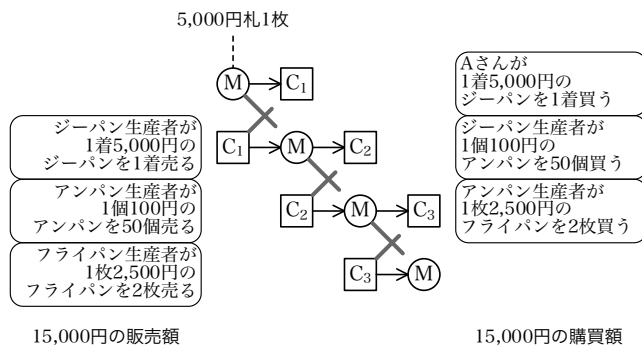 5,000円札1枚
M
C₁
Aさんが
1着5,000円の
ジーパンを1着買う
ジーパン生産者が
1着5,000円の
ジーパンを1着売る
C₁
M
C₂
ジーパン生産者が
1個100円の
アンパンを50個買う
アンパン生産者が
1個100円の
アンパンを50個売る
C₂
M
C₃
アンパン生産者が
1枚2,500円の
フライパンを2枚買う
フライパン生産者が
1枚2,500円の
フライパンを2枚売る
C₃
M
15,000円の販売額
15,000円の購買額